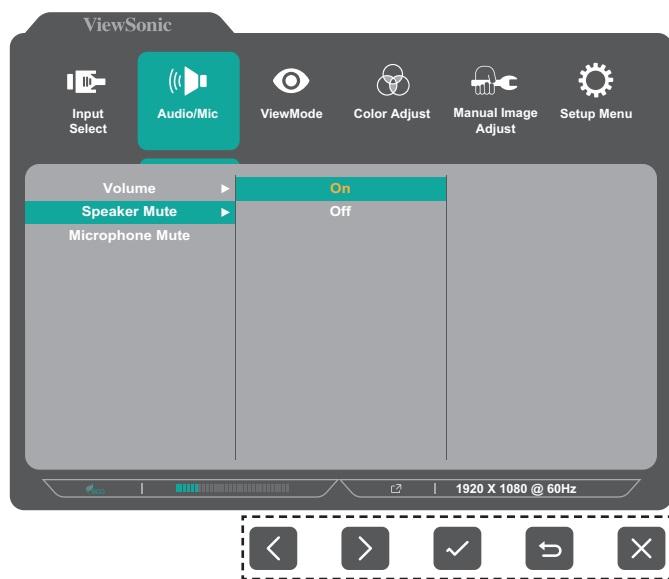 ViewSonic
Input
Select
Audio/Mic
ViewMode
Color Adjust
Manual Image
Adjust
Setup Menu
Volume
Speaker Mute
Microphone Mute
On
Off
eco
1920 X 1080 @ 60Hz